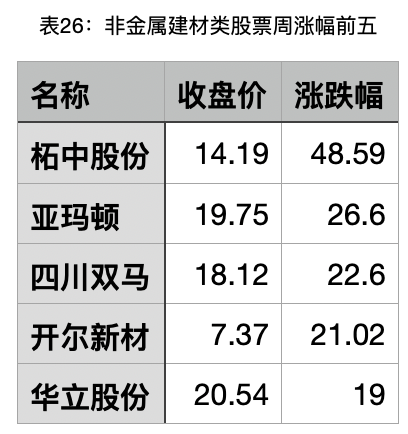 表26：非金属建材类股票周涨幅前五
名称 收盘价 涨跌幅
柘中股份 14.19 48.59
亚玛顿 19.75 26.6
四川双马 18.12 22.6
开尔新材 7.37 21.02
华立股份 20.54 19